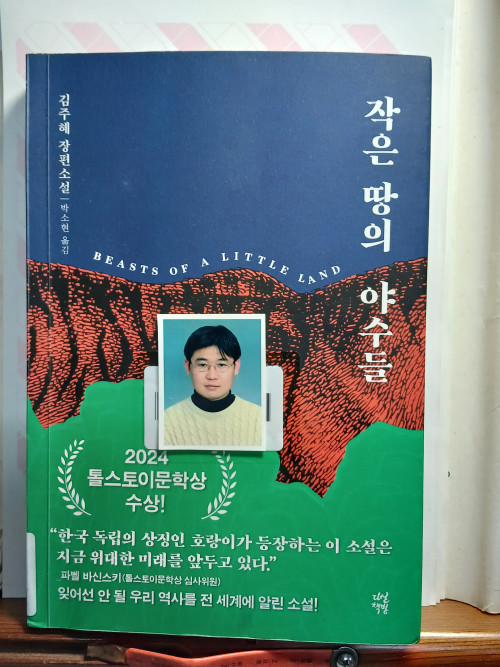 김주혜 장편소설 | 박소현 옮김
작은 땅의 야수들
BEASTS OF A LITTLE LAND
2024
톨스토이문학상
수상!
“한국 독립의 상징인 호랑이가 등장하는 이 소설은
지금 위대한 미래를 앞두고 있다.”
_파벨 바신스키(톨스토이문학상 심사위원)
잊어선 안 될 우리 역사를 전 세계에 알린 소설!
다산
책방